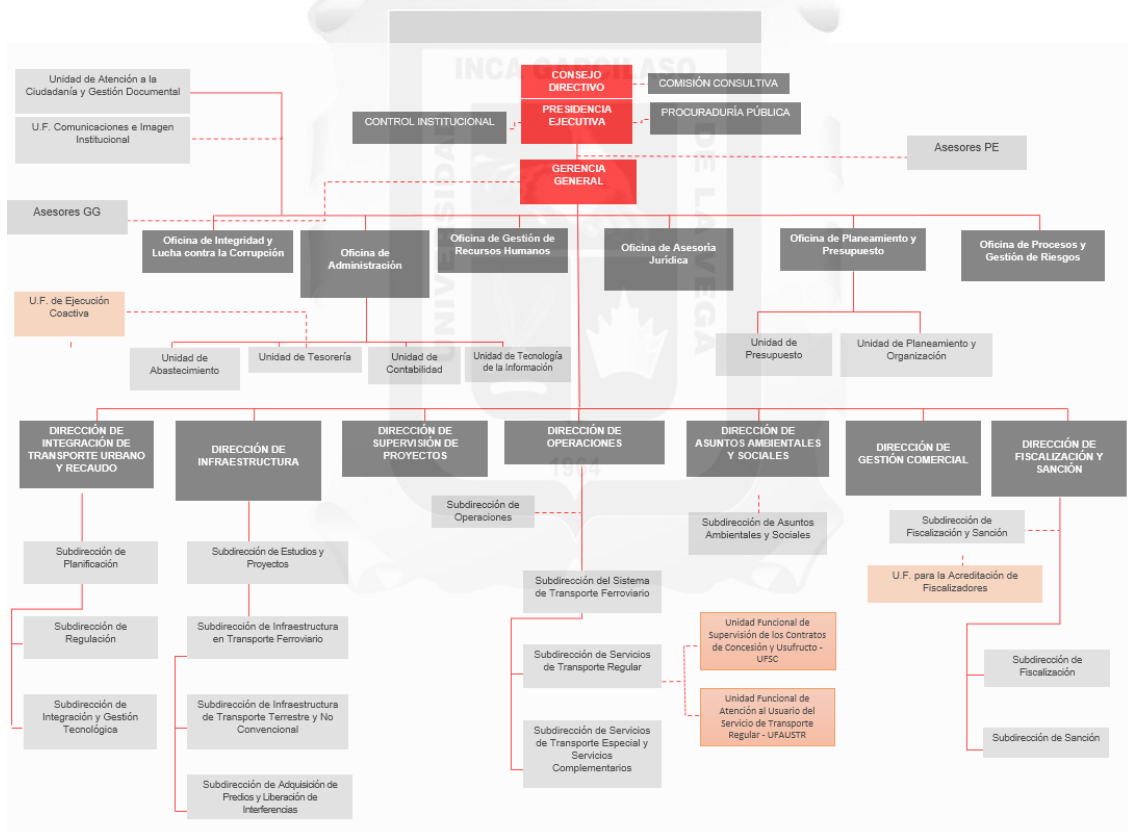 INCA GARCILASO
UNIVERSIDAD
DE LA VEGA
1964
CONSEJO
DIRECTIVO
COMISIÓN CONSULTIVA
PRESIDENCIA
EJECUTIVA
PROCURADURÍA PÚBLICA
CONTROL INSTITUCIONAL
Unidad de Atención a la
Ciudadanía y Gestión Documental
U.F. Comunicaciones e Imagen
Institucional
Asesores PE
GERENCIA
GENERAL
Asesores GG
Oficina de Integridad y
Lucha contra la Corrupción
Oficina de
Administración
Oficina de Gestión de
Recursos Humanos
Oficina de Asesoría
Jurídica
Oficina de Planeamiento y
Presupuesto
Oficina de Procesos y
Gestión de Riesgos
U.F. de Ejecución
Coactiva
Unidad de
Abastecimiento
Unidad de Tesorería
Unidad de
Contabilidad
Unidad de Tecnología
de la Información
Unidad de
Presupuesto
Unidad de Planeamiento y
Organización
DIRECCIÓN DE
INTEGRACIÓN DE
TRANSPORTE URBANO
Y RECAUDO
DIRECCIÓN DE
INFRAESTRUCTURA
DIRECCIÓN DE
SUPERVISIÓN DE
PROYECTOS
DIRECCIÓN DE
OPERACIONES
DIRECCIÓN DE
ASUNTOS AMBIENTALES
Y SOCIALES
DIRECCIÓN DE
GESTIÓN COMERCIAL
DIRECCIÓN DE
FISCALIZACIÓN Y
SANCIÓN
Subdirección de
Planificación
Subdirección de
Regulación
Subdirección de
Integración y Gestión
Tecnológica
Subdirección de Estudios y
Proyectos
Subdirección de Infraestructura
en Transporte Ferroviario
Subdirección de Infraestructura
de Transporte Terrestre y No
Convencional
Subdirección de Adquisición de
Predios y Liberación de
Interferencias
Subdirección de
Operaciones
Subdirección del Sistema
de Transporte Ferroviario
Subdirección de Servicios
de Transporte Regular
Subdirección de Servicios
de Transporte Especial y
Servicios
Complementarios
Unidad Funcional de
Supervisión de los Contratos
de Concesión y Usufructo -
UFSC
Unidad Funcional de
Atención al Usuario del
Servicio de Transporte
Regular - UFAUSTR
Subdirección de Asuntos
Ambientales y Sociales
Subdirección de
Fiscalización y Sanción
U.F. para la Acreditación de
Fiscalizadores
Subdirección de
Fiscalización
Subdirección de Sanción